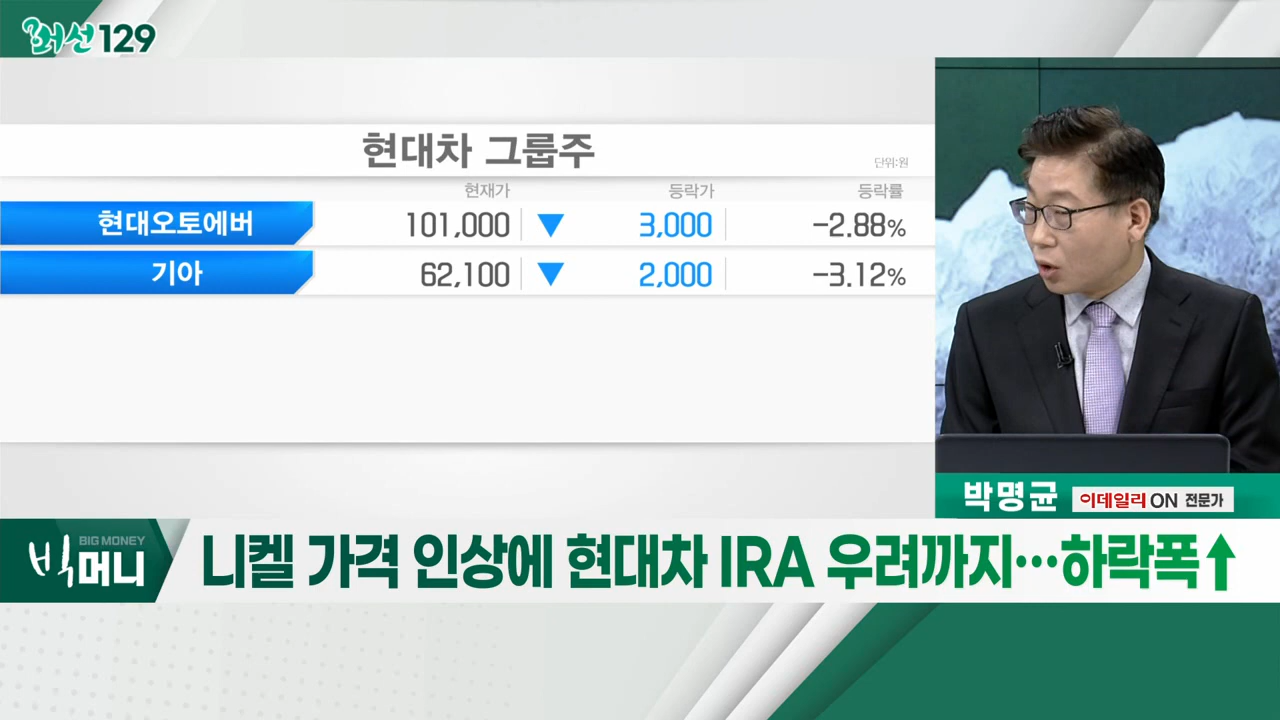 머선129
현대차 그룹주
단위:원
현재가 등락가 등락률
현대오토에버 101,000 ▼ 3,000 -2.88%
기아 62,100 ▼ 2,000 -3.12%
박명균 이데일리ON 전문가
BIG MONEY
빅머니
니켈 가격 인상에 현대차 IRA 우려까지…하락폭↑